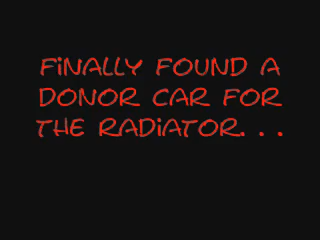 FiNALLY FOUND A
DONOR CAR FOR
THE RADiATOR. . .